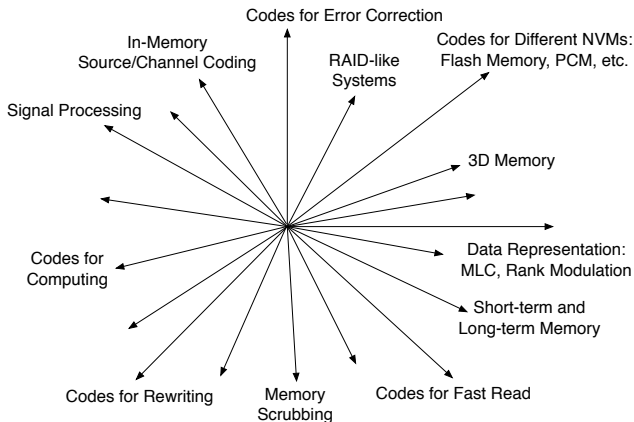 Codes for Error Correction
In-Memory
Source/Channel Coding
RAID-like
Systems
Codes for Different NVMs:
Flash Memory, PCM, etc.
Signal Processing
3D Memory
Codes for
Computing
Data Representation:
MLC, Rank Modulation
Short-term and
Long-term Memory
Codes for Rewriting
Memory
Scrubbing
Codes for Fast Read